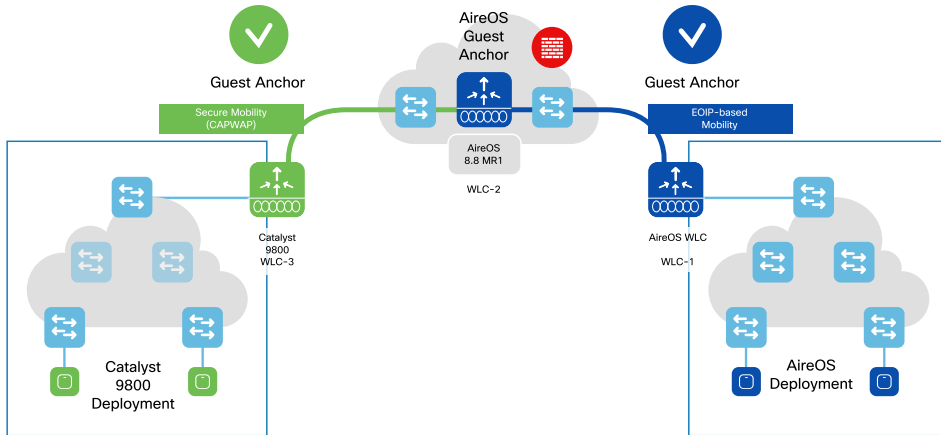 AireOS
Guest
Anchor
Guest Anchor
Guest Anchor
Secure Mobility
(CAPWAP)
EOIP-based
Mobility
AireOS
8.8 MR1
WLC-2
Catalyst
9800
WLC-3
AireOS WLC
WLC-1
Catalyst
9800
Deployment
AireOS
Deployment